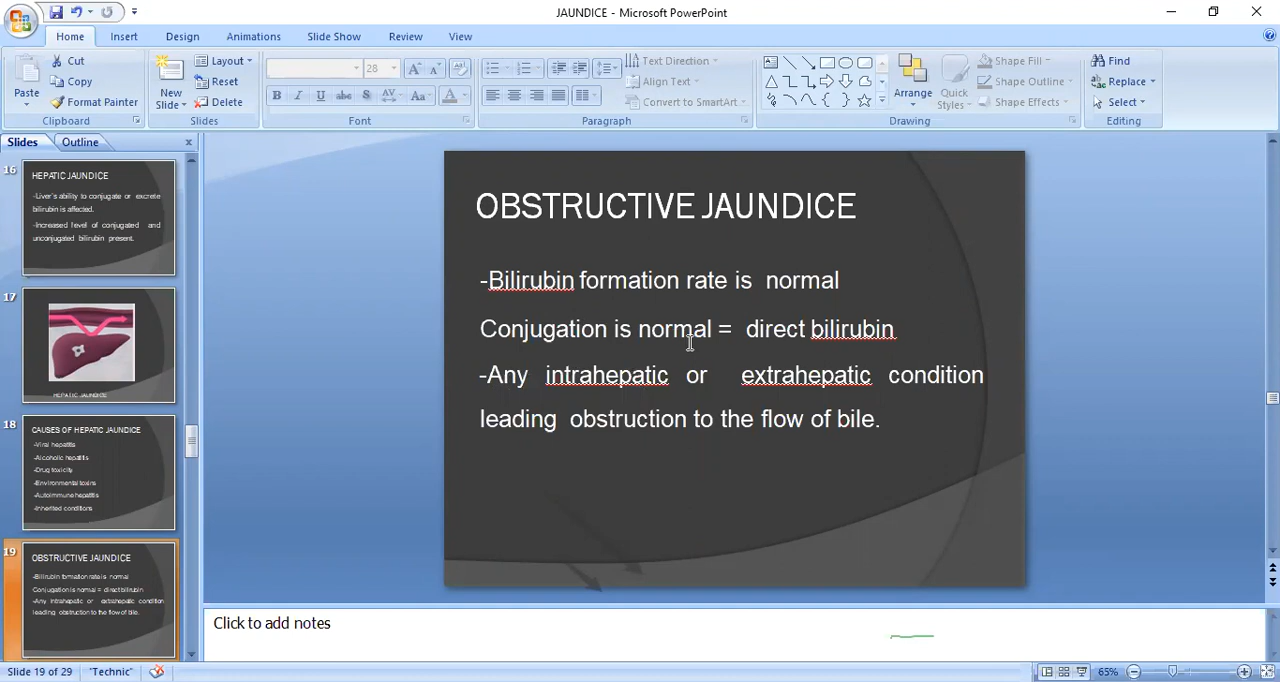 JAUNDICE - Microsoft PowerPoint
Home Insert Design Animations Slide Show Review View
Paste
Cut
Copy
Format Painter
Clipboard
New
Slide
Layout
Reset
Delete
Slides
28
B I U abc S AV Aa A
Font
Text Direction
Align Text
Convert to SmartArt
Paragraph
Arrange
Quick
Styles
Shape Fill
Shape Outline
Shape Effects
Drawing
Find
Replace
Select
Editing
Slides Outline
16
HEPATIC JAUNDICE
-Liver's ability to conjugate or excrete
bilirubin is affected.
-Increased level of conjugated and
unconjugated bilirubin present.
17
HEPATIC JAUNDICE
18
CAUSES OF HEPATIC JAUNDICE
-Viral hepatitis
-Alcoholic hepatitis
-Drug toxicity
-Environmental toxins
-Autoimmune hepatitis
-Inherited conditions
19
OBSTRUCTIVE JAUNDICE
-Bilirubin formation rate is normal
Conjugation is normal = direct bilirubin
-Any intrahepatic or extrahepatic condition
leading obstruction to the flow of bile.
OBSTRUCTIVE JAUNDICE
-Bilirubin formation rate is normal
Conjugation is normal = direct bilirubin
-Any intrahepatic or extrahepatic condition
leading obstruction to the flow of bile.
Click to add notes
Slide 19 of 29 "Technic" 65%